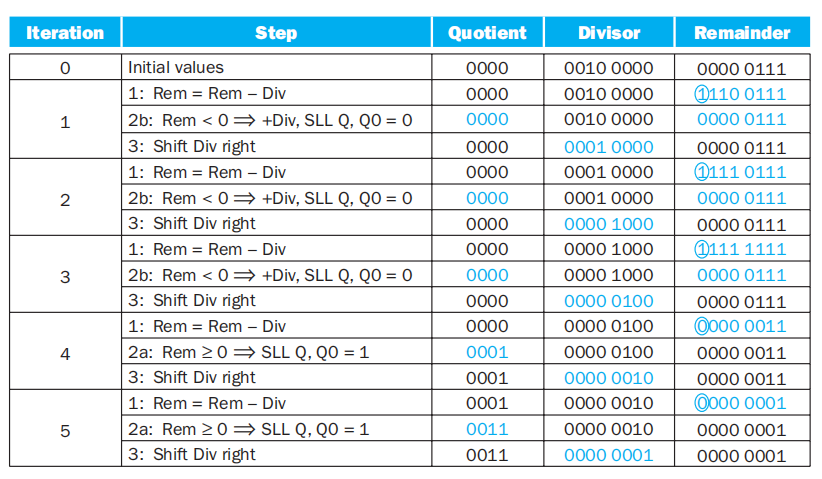 Iteration Step Quotient Divisor Remainder
0 Initial values 0000 0010 0000 0000 0111
1 1: Rem = Rem – Div 0000 0010 0000 1110 0111
2b: Rem < 0 ⟹ +Div, SLL Q, Q0 = 0 0000 0010 0000 0000 0111
3: Shift Div right 0000 0001 0000 0000 0111
2 1: Rem = Rem – Div 0000 0001 0000 1111 0111
2b: Rem < 0 ⟹ +Div, SLL Q, Q0 = 0 0000 0001 0000 0000 0111
3: Shift Div right 0000 0000 1000 0000 0111
3 1: Rem = Rem – Div 0000 0000 1000 1111 1111
2b: Rem < 0 ⟹ +Div, SLL Q, Q0 = 0 0000 0000 1000 0000 0111
3: Shift Div right 0000 0000 0100 0000 0111
4 1: Rem = Rem – Div 0000 0000 0100 0000 0011
2a: Rem ≥ 0 ⟹ SLL Q, Q0 = 1 0001 0000 0100 0000 0011
3: Shift Div right 0001 0000 0010 0000 0011
5 1: Rem = Rem – Div 0001 0000 0010 0000 0001
2a: Rem ≥ 0 ⟹ SLL Q, Q0 = 1 0011 0000 0010 0000 0001
3: Shift Div right 0011 0000 0001 0000 0001